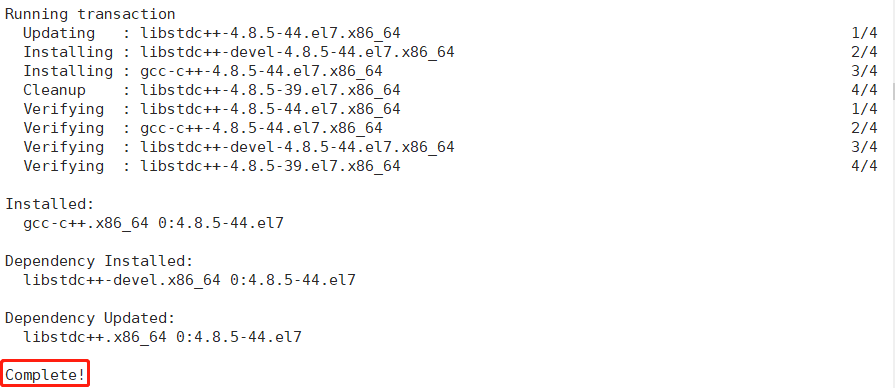 Running transaction
  Updating   : libstdc++-4.8.5-44.el7.x86_64                                                  1/4
  Installing : libstdc++-devel-4.8.5-44.el7.x86_64                                            2/4
  Installing : gcc-c++-4.8.5-44.el7.x86_64                                                    3/4
  Cleanup    : libstdc++-4.8.5-39.el7.x86_64                                                  4/4
  Verifying  : libstdc++-4.8.5-44.el7.x86_64                                                  1/4
  Verifying  : gcc-c++-4.8.5-44.el7.x86_64                                                    2/4
  Verifying  : libstdc++-devel-4.8.5-44.el7.x86_64                                            3/4
  Verifying  : libstdc++-4.8.5-39.el7.x86_64                                                  4/4

Installed:
  gcc-c++.x86_64 0:4.8.5-44.el7

Dependency Installed:
  libstdc++-devel.x86_64 0:4.8.5-44.el7

Dependency Updated:
  libstdc++.x86_64 0:4.8.5-44.el7

Complete!